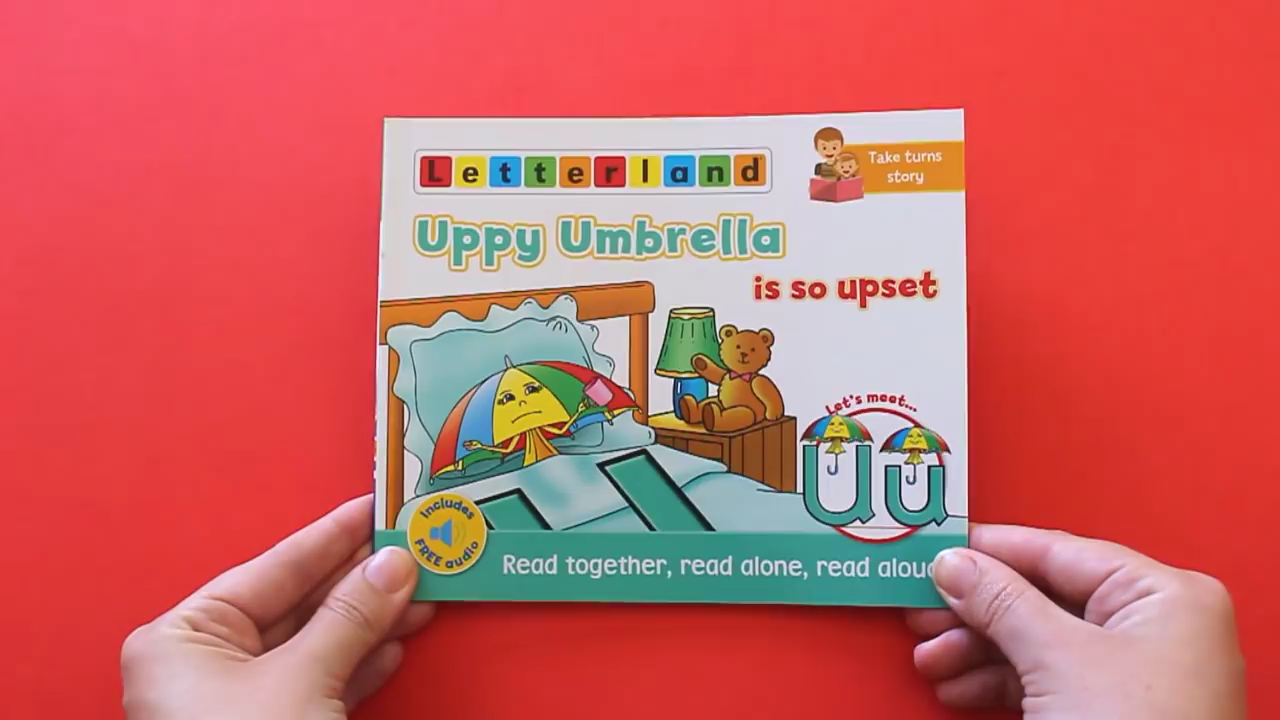 Letterland
Take turns
story
Uppy Umbrella
is so upset
Let's meet...
Uu
Includes
FREE audio
Read together, read alone, read